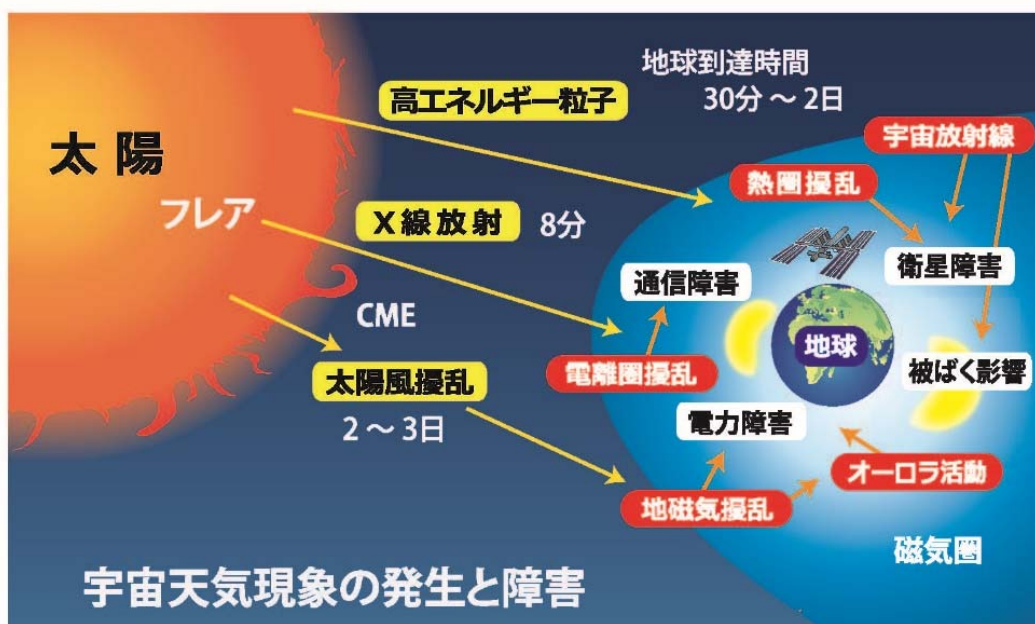 地球到達時間
高エネルギー粒子
30分 ～ 2日
太陽
宇宙放射線
熱圏擾乱
フレア
X線放射
8分
衛星障害
通信障害
CME
地球
電離圏擾乱
被ばく影響
太陽風擾乱
2 ～ 3日
電力障害
オーロラ活動
地磁気擾乱
磁気圏
宇宙天気現象の発生と障害